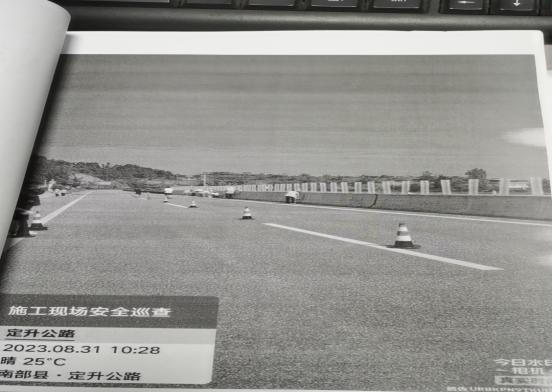 施工现场安全巡查
定升公路
2023.08.31 10:28
晴 25°C
南部县·定升公路
今日水印
相机